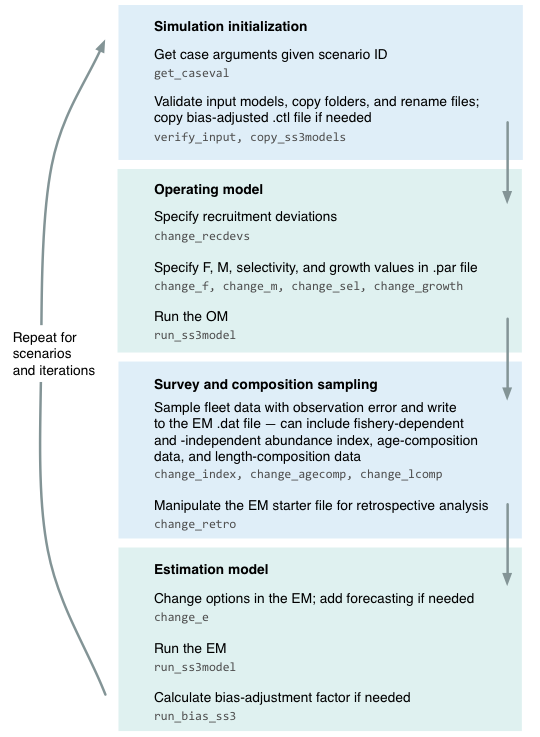 Simulation initialization
Get case arguments given scenario ID
get_caseval
Validate input models, copy folders, and rename files;
copy bias-adjusted .ctl file if needed
verify_input, copy_ss3models
Operating model
Specify recruitment deviations
change_recdevs
Specify F, M, selectivity, and growth values in .par file
change_f, change_m, change_sel, change_growth
Run the OM
run_ss3model
Repeat for
scenarios
and iterations
Survey and composition sampling
Sample fleet data with observation error and write
to the EM .dat file — can include fishery-dependent
and -independent abundance index, age-composition
data, and length-composition data
change_index, change_agecomp, change_lcomp
Manipulate the EM starter file for retrospective analysis
change_retro
Estimation model
Change options in the EM; add forecasting if needed
change_e
Run the EM
run_ss3model
Calculate bias-adjustment factor if needed
run_bias_ss3